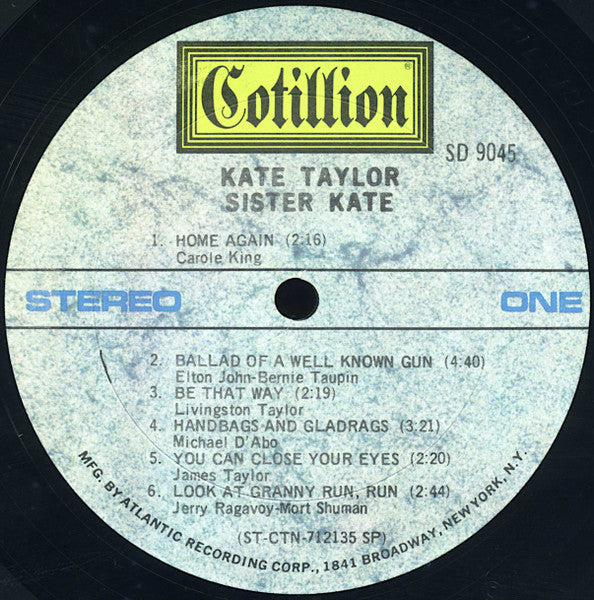 Cotillion®
SD 9045
KATE TAYLOR
SISTER KATE
1. HOME AGAIN (2:16)
Carole King
STEREO ONE
2. BALLAD OF A WELL KNOWN GUN (4:40)
Elton John-Bernie Taupin
3. BE THAT WAY (2:19)
Livingston Taylor
4. HANDBAGS AND GLADRAGS (3:21)
Michael D'Abo
5. YOU CAN CLOSE YOUR EYES (2:20)
James Taylor
6. LOOK AT GRANNY RUN, RUN (2:44)
Jerry Ragavoy-Mort Shuman
(ST-CTN-712135 SP)
MFG. BY ATLANTIC RECORDING CORP., 1841 BROADWAY, NEW YORK, N.Y.